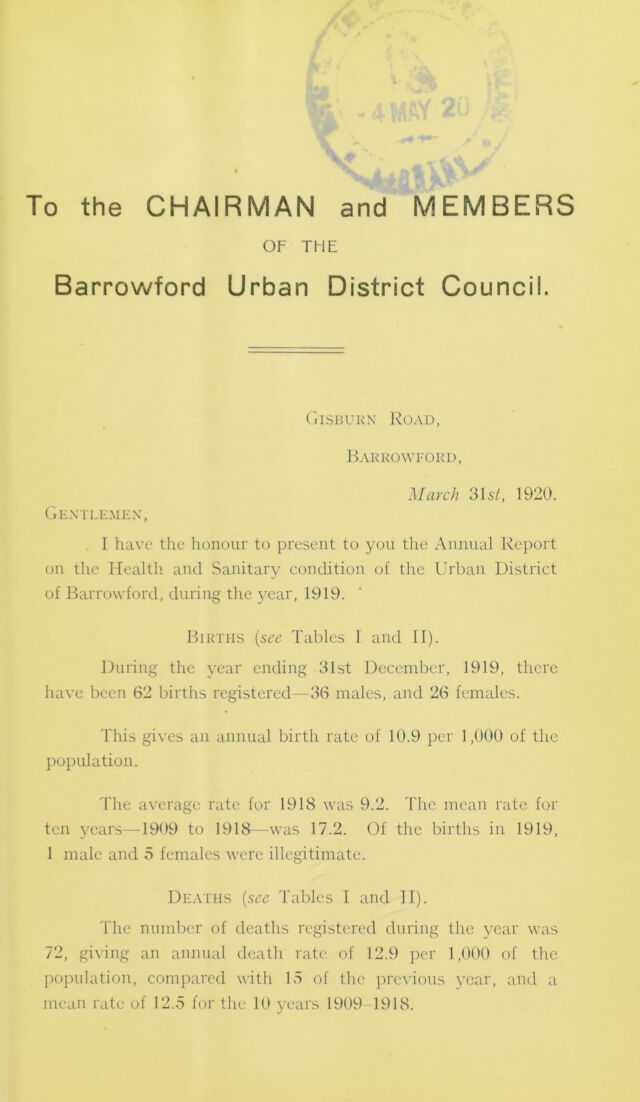 - 4 MAY 20
To the CHAIRMAN and MEMBERS
OF THE
Barrowford Urban District Council.
Gisburn Road,
Barrowford,
March 31st, 1920.
Gentlemen,
I have the honour to present to you the Annual Report
on the Health and Sanitary condition of the Urban District
of Barrowford, during the year, 1919.
Births (see Tables I and II).
During the year ending 31st December, 1919, there
have been 62 births registered—36 males, and 26 females.
This gives an annual birth rate of 10.9 per 1,000 of the
population.
The average rate for 1918 was 9.2. The mean rate for
ten years—1909 to 1918—was 17.2. Of the births in 1919,
1 male and 5 females were illegitimate.
Deaths (see Tables I and II).
The number of deaths registered during the year was
72, giving an annual death rate of 12.9 per 1,000 of the
population, compared with 15 of the previous year, and a
mean rate of 12.5 for the 10 years 1909-1918.